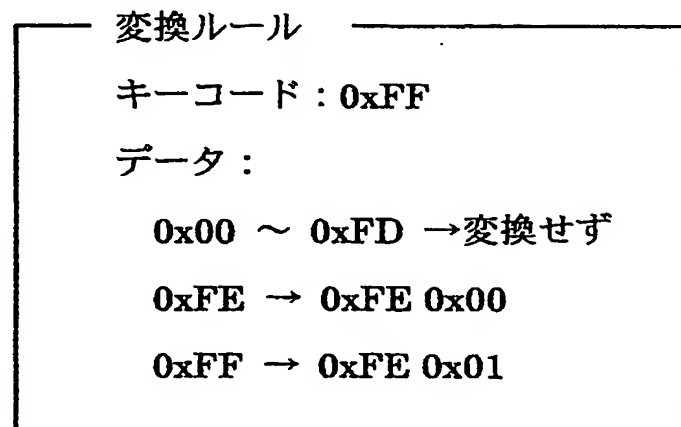 変換ルール
キーコード：0xFF
データ：
0x00 ～ 0xFD →変換せず
0xFE → 0xFE 0x00
0xFF → 0xFE 0x01